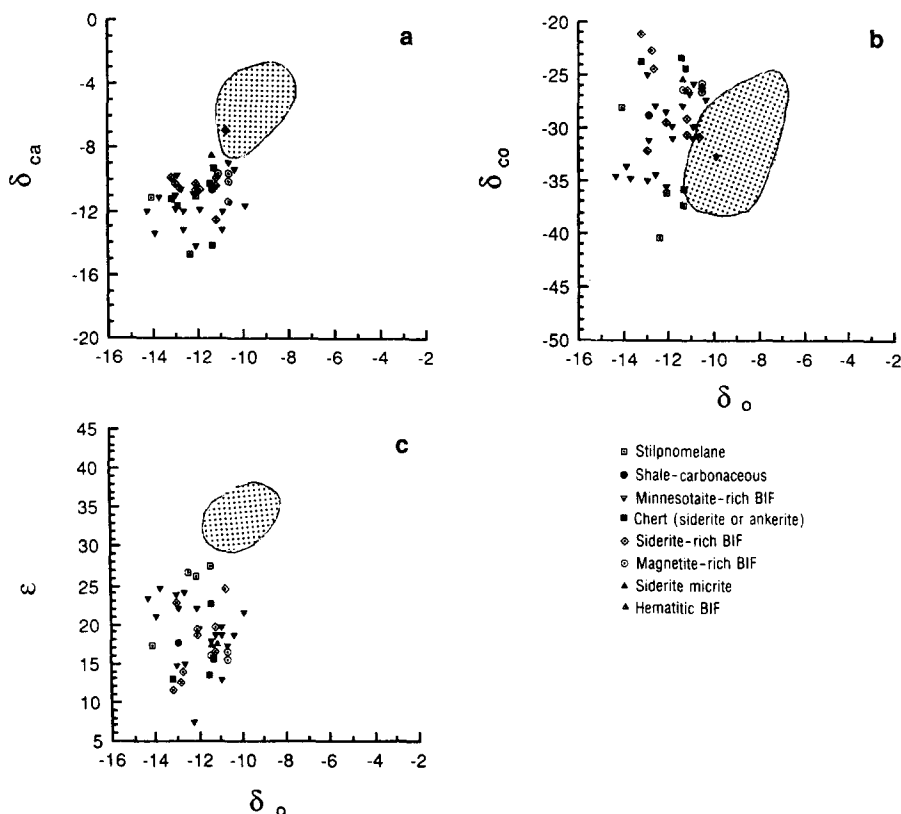 a
0
-4
-8
-12
-16
-20
δ ca
-16 -14 -12 -10 -8 -6 -4 -2
b
-20
-25
-30
-35
-40
-45
-50
δ co
-16 -14 -12 -10 -8 -6 -4 -2
δ o
c
45
40
35
30
25
20
15
10
5
ε
-16 -14 -12 -10 -8 -6 -4 -2
δ o
Stilpnomelane
Shale-carbonaceous
Minnesotaite-rich BIF
Chert (siderite or ankerite)
Siderite-rich BIF
Magnetite-rich BIF
Siderite micrite
Hematitic BIF